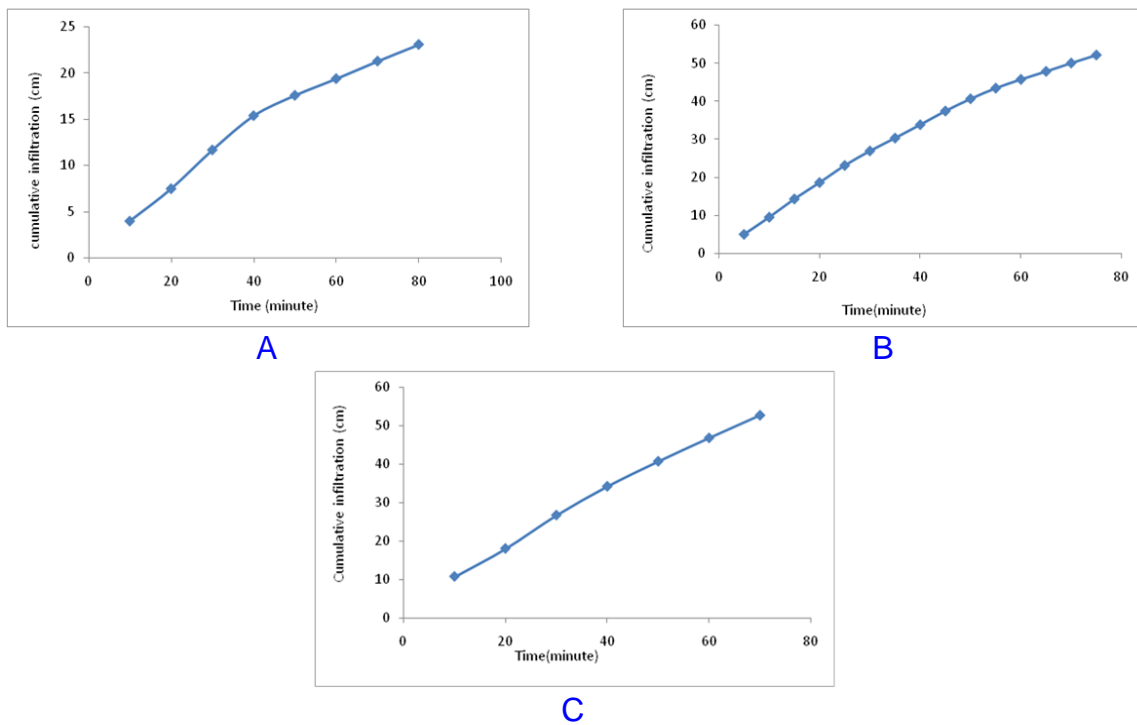 cumulative infiltration (cm)
25
20
15
10
5
0
0 20 40 60 80 100
Time (minute)
A
Cumulative infiltration (cm)
60
50
40
30
20
10
0
0 20 40 60 80
Time(minute)
B
Cumulative infiltration (cm)
60
50
40
30
20
10
0
0 20 40 60 80
Time(minute)
C